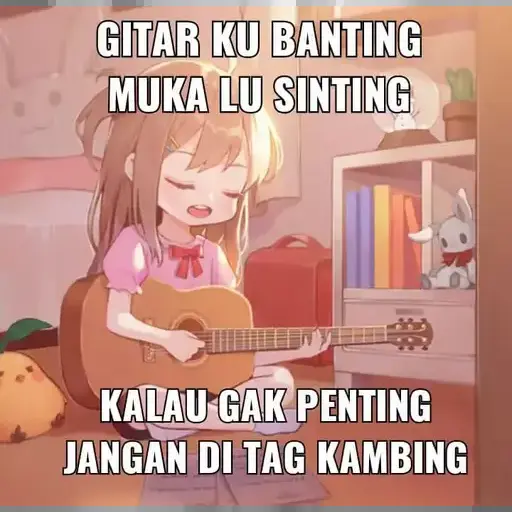 GITAR KU BANTING
MUKA LU SINTING
KALAU GAK PENTING
JANGAN DI TAG KAMBING